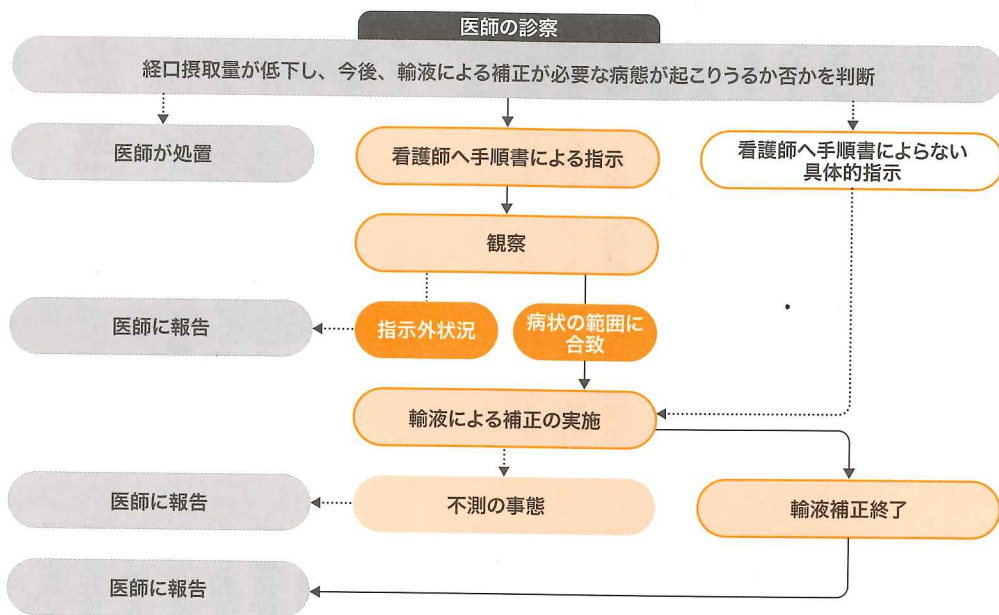 医師の診察
経口摂取量が低下し、今後、輸液による補正が必要な病態が起こりうるか否かを判断
医師が処置
看護師へ手順書による指示
看護師へ手順書によらない
具体的指示
観察
医師に報告
指示外状況
病状の範囲に
合致
輸液による補正の実施
医師に報告
不測の事態
輸液補正終了
医師に報告